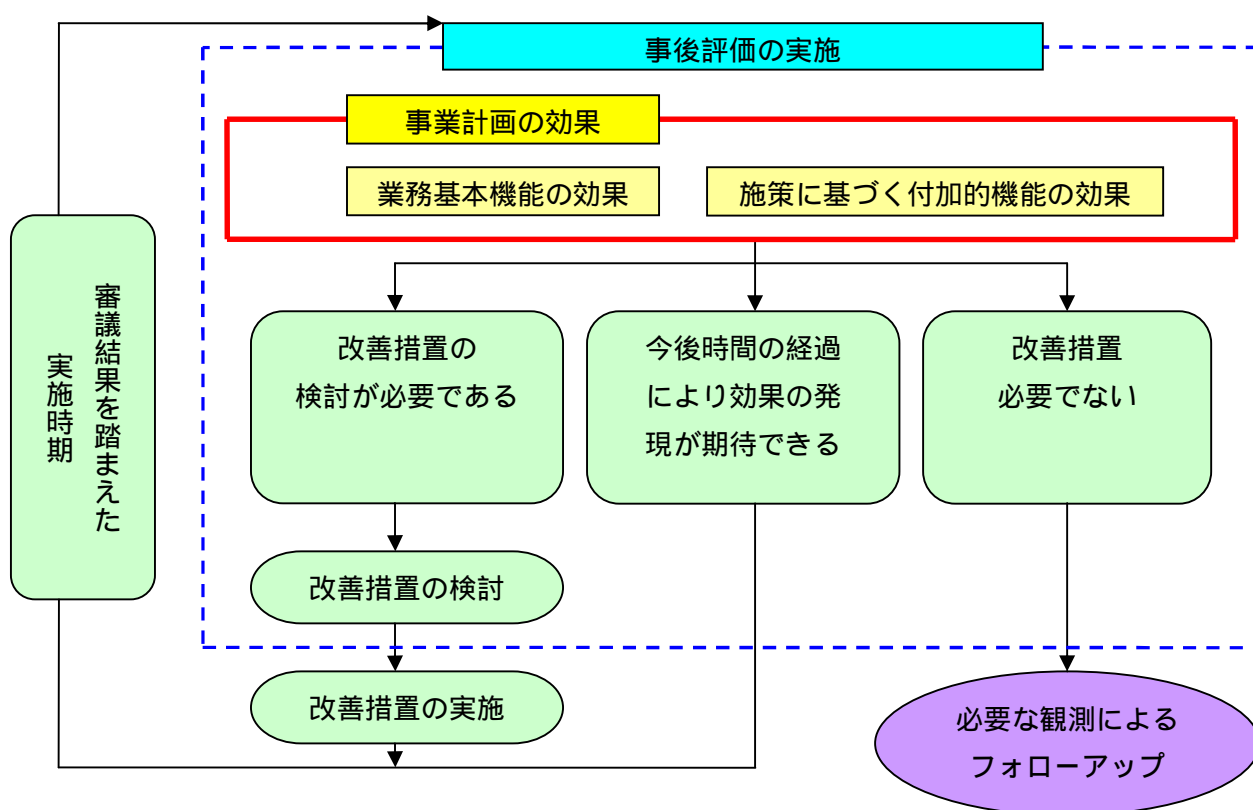 事後評価の実施
事業計画の効果
業務基本機能の効果
施策に基づく付加的機能の効果
審議結果を踏まえた
実施時期
改善措置の
検討が必要である
今後時間の経過
により効果の発
現が期待できる
改善措置
必要でない
改善措置の検討
改善措置の実施
必要な観測による
フォローアップ